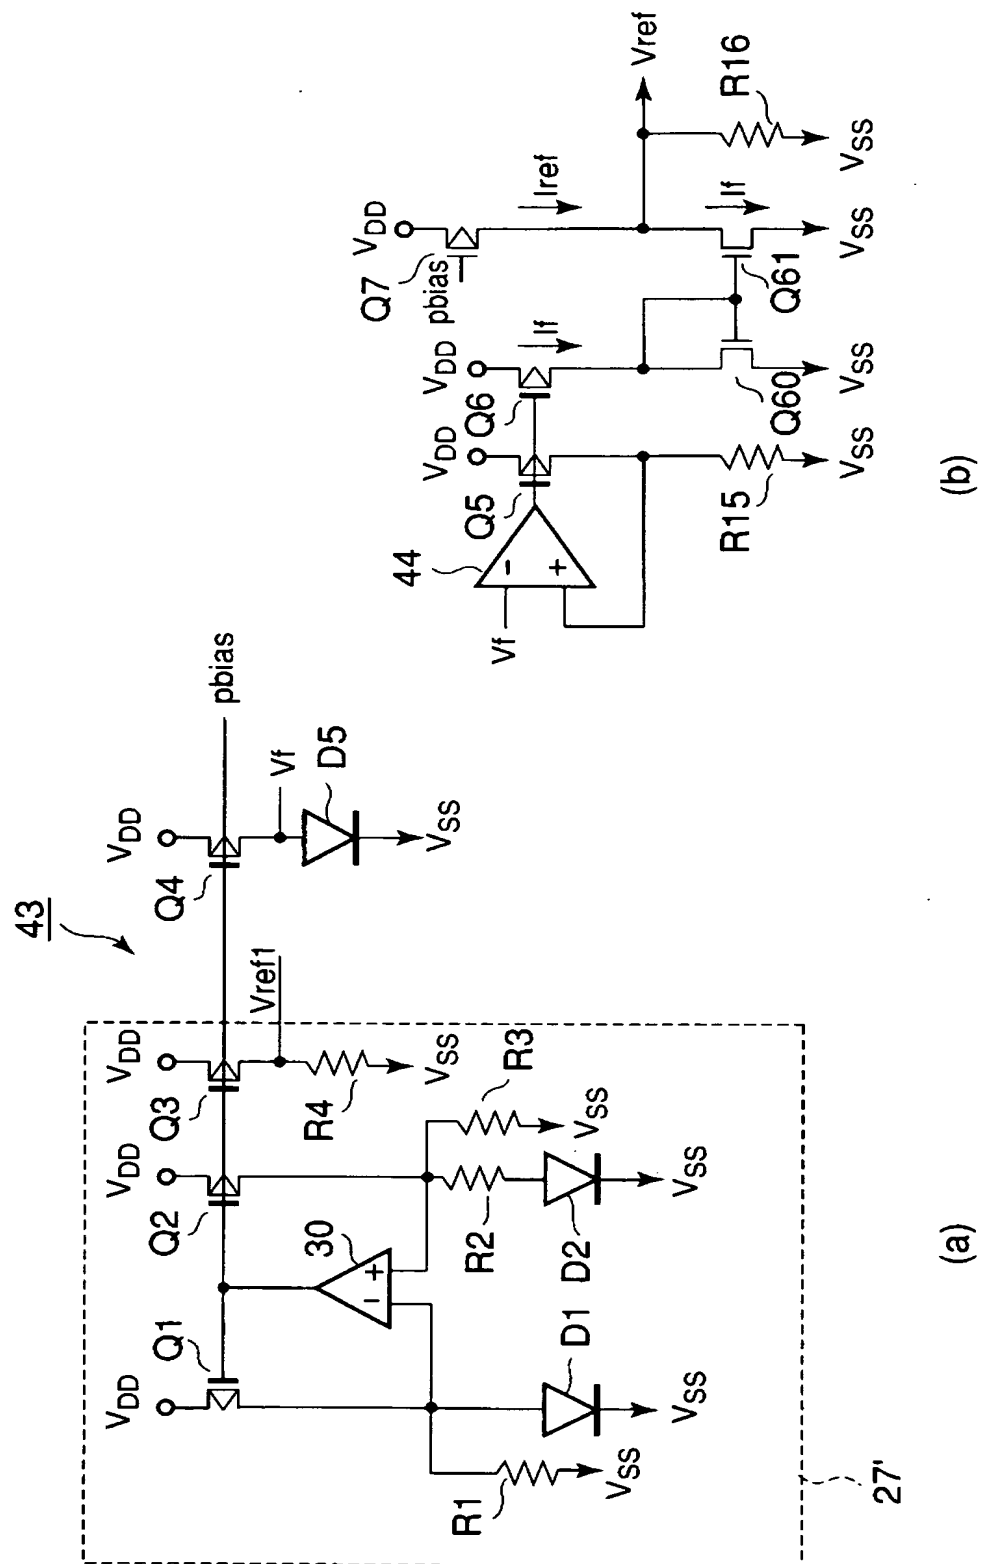 43
VDD
Q1
VDD
Q2
VDD
Q3
VDD
Q4
pbias
Vref1
Vf
D5
VSS
30
−
+
R4
VSS
R3
VSS
R2
D2
VSS
D1
VSS
R1
VSS
27'
(a)
44
Vf
−
+
VDD
Q5
VDD
Q6
If
VDD
Q7
pbias
Iref
Vref
R15
VSS
Q60
VSS
Q61
If
VSS
R16
VSS
(b)